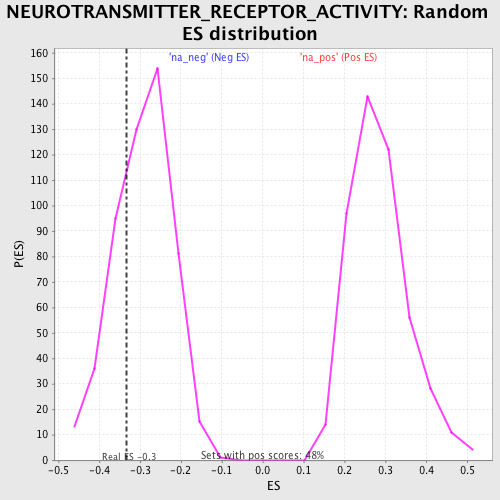 NEUROTRANSMITTER_RECEPTOR_ACTIVITY: Random
ES distribution
'na_neg' (Neg ES)
'na_pos' (Pos ES)
160
150
140
130
120
110
100
90
80
70
60
50
40
30
20
10
0
P(ES)
Real ES -0.3
Sets with pos scores: 48%
-0.5 -0.4 -0.3 -0.2 -0.1 0.0 0.1 0.2 0.3 0.4 0.5
ES